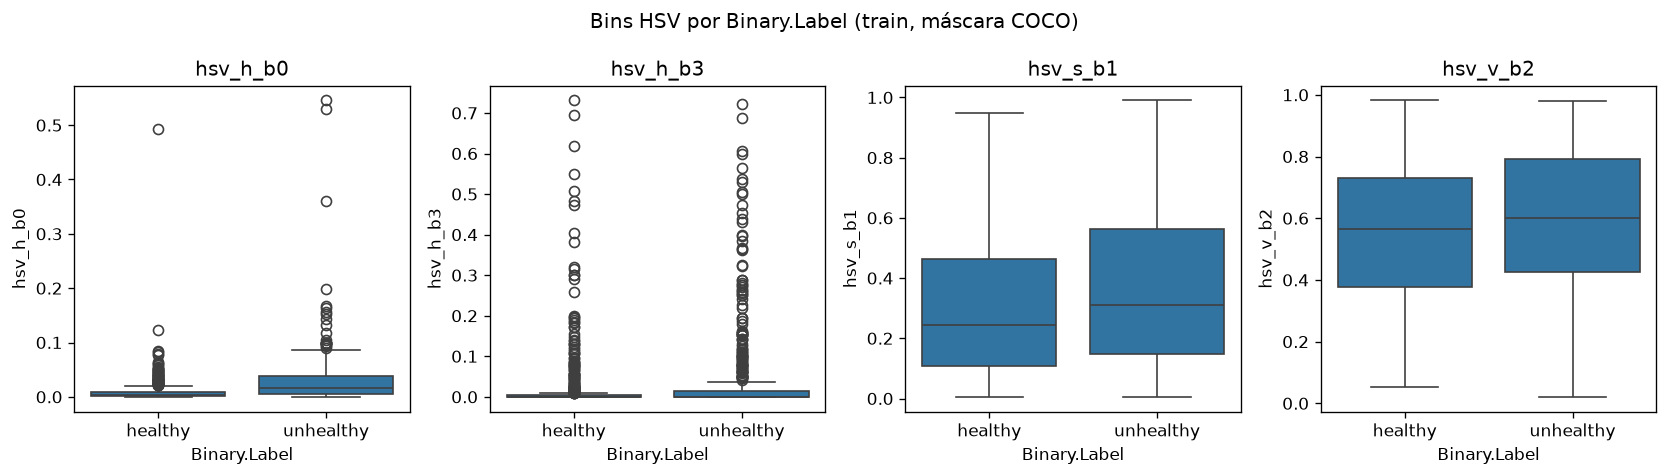 Bins HSV por Binary.Label (train, máscara COCO)
hsv_h_b0
hsv_h_b0
0.5
0.4
0.3
0.2
0.1
0.0
healthy unhealthy
Binary.Label
hsv_h_b3
hsv_h_b3
0.7
0.6
0.5
0.4
0.3
0.2
0.1
0.0
healthy unhealthy
Binary.Label
hsv_s_b1
hsv_s_b1
1.0
0.8
0.6
0.4
0.2
0.0
healthy unhealthy
Binary.Label
hsv_v_b2
hsv_v_b2
1.0
0.8
0.6
0.4
0.2
0.0
healthy unhealthy
Binary.Label